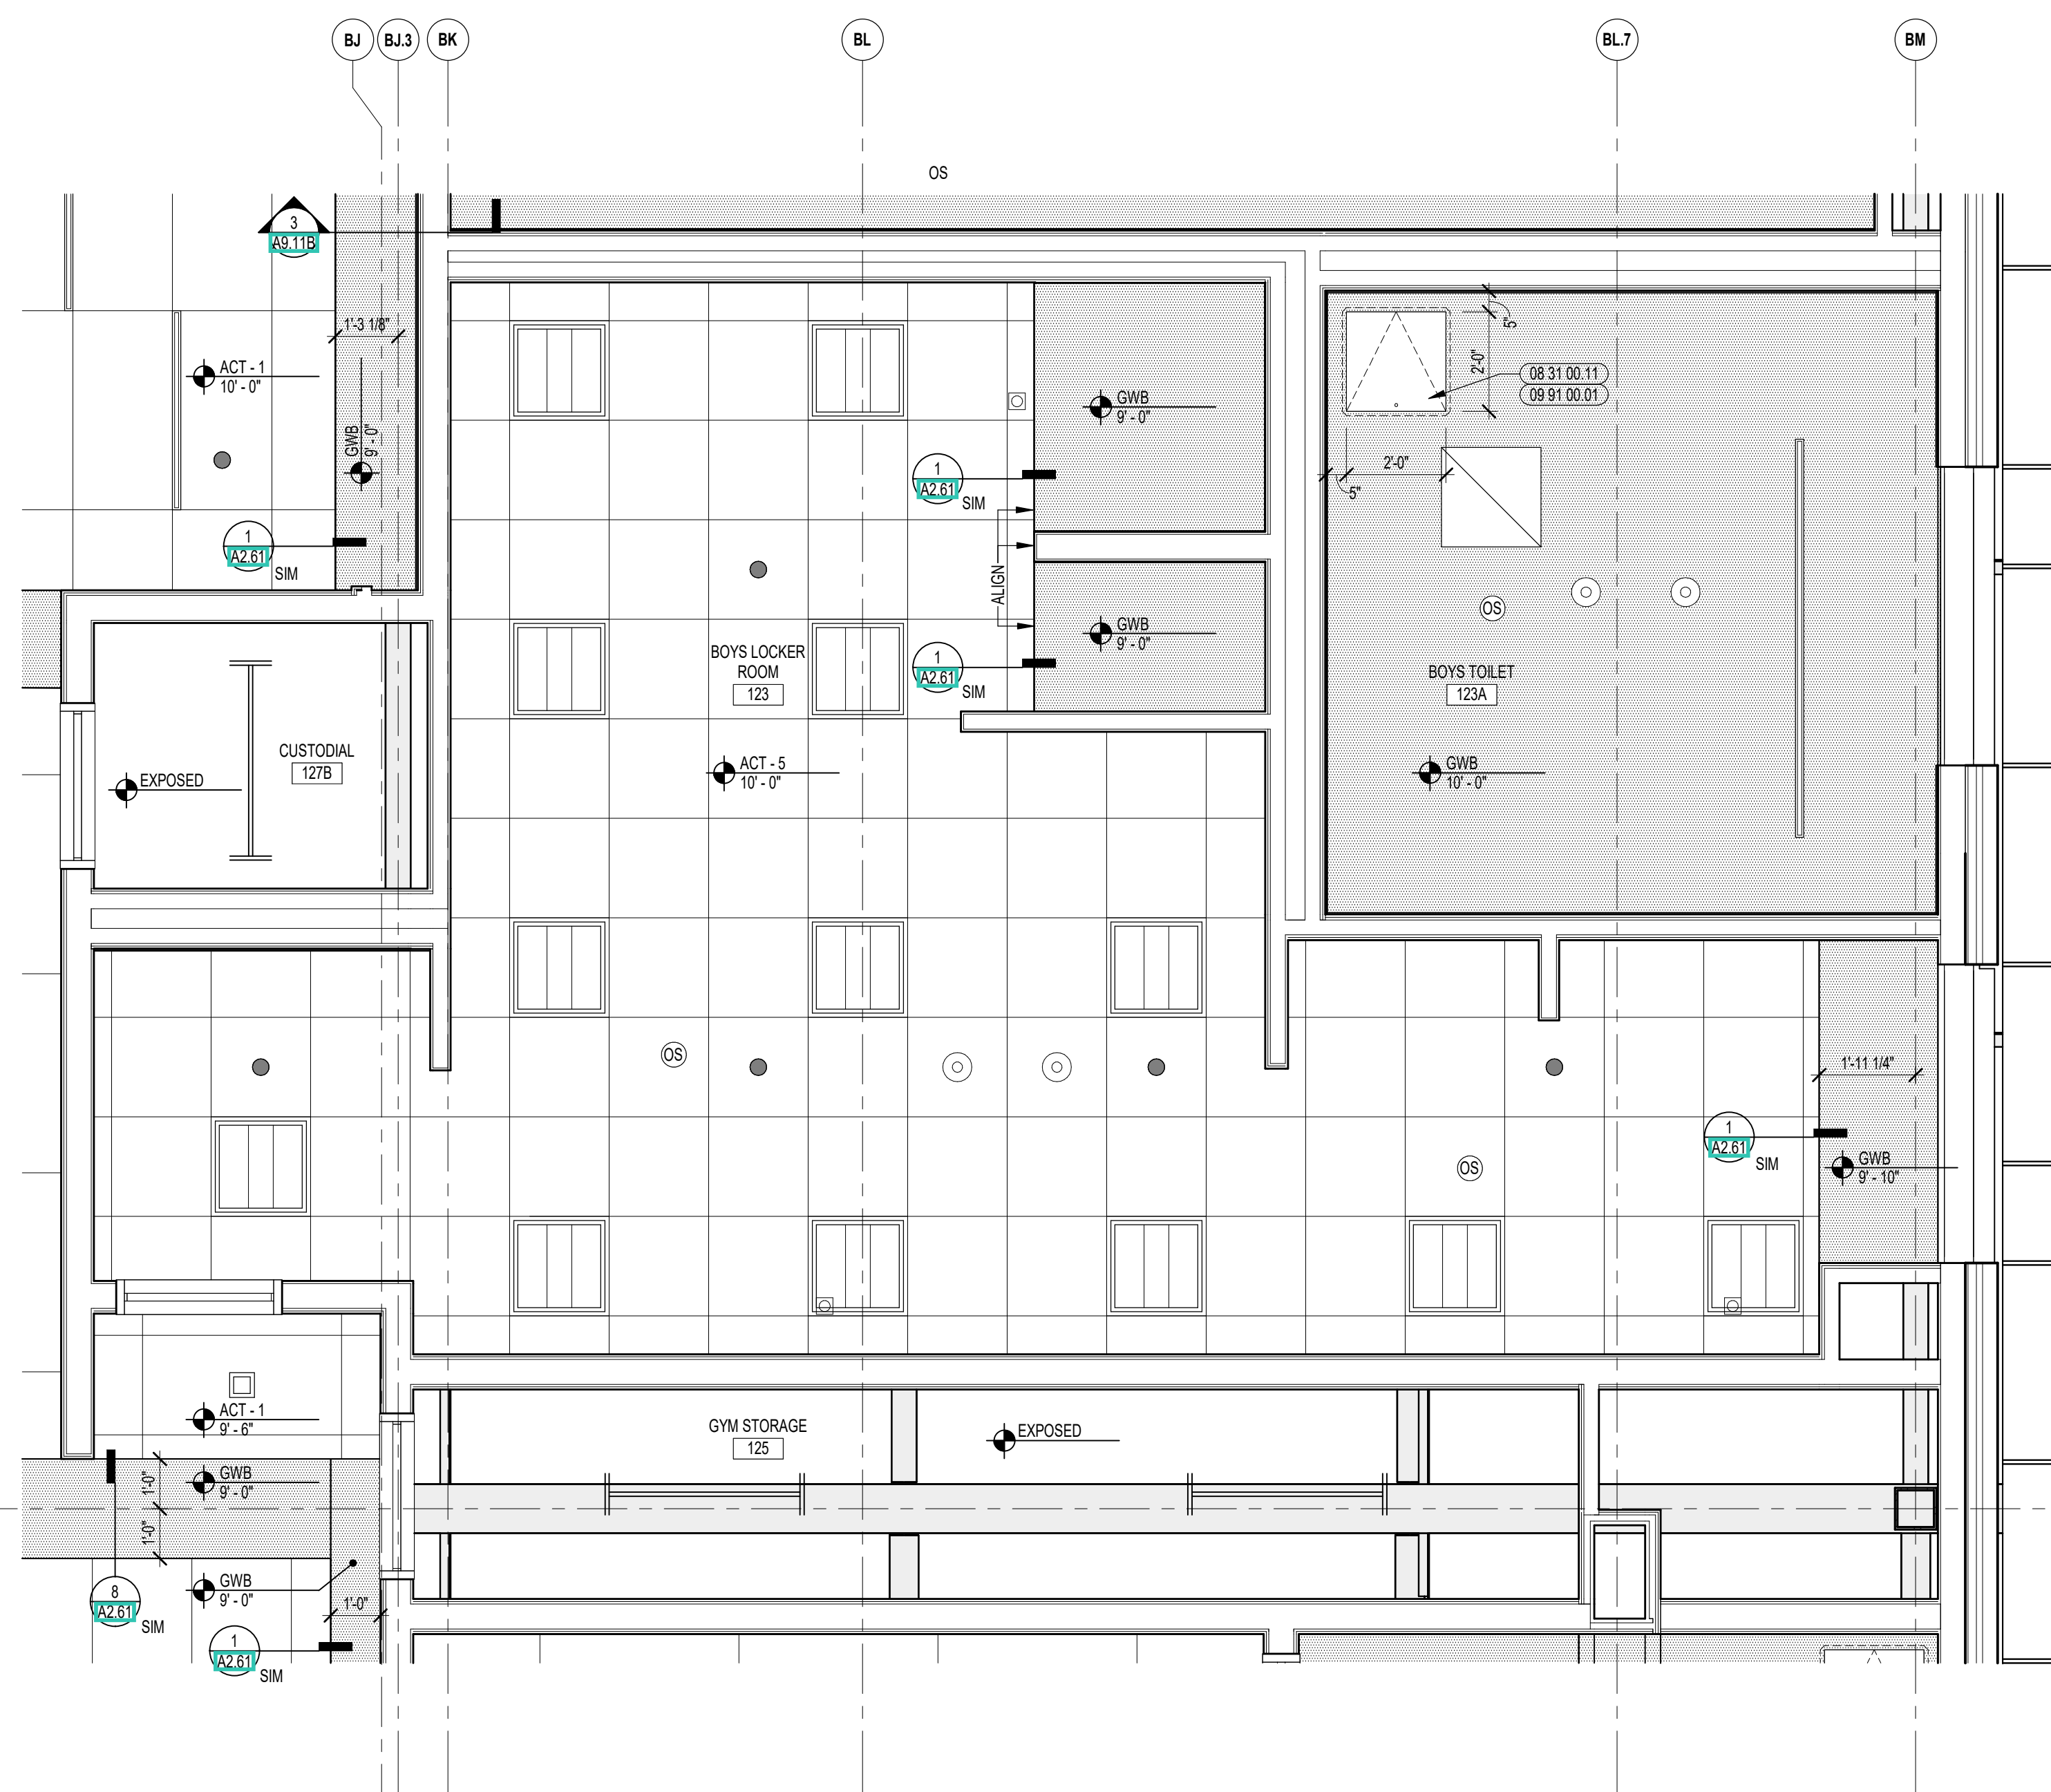 BJ
BJ.3
BK
BL
BL.7
BM
OS
3
A9.11B
1'-3 1/8"
ACT - 1
10' - 0"
GWB
9' - 0"
1
A2.61
SIM
GWB
9' - 0"
1
A2.61
SIM
ALIGN
GWB
9' - 0"
1
A2.61
SIM
5"
2'-0"
08 31 00.11
09 91 00.01
2'-0"
5"
OS
BOYS TOILET
123A
GWB
10' - 0"
BOYS LOCKER
ROOM
123
ACT - 5
10' - 0"
CUSTODIAL
127B
EXPOSED
OS
OS
1'-11 1/4"
1
A2.61
SIM
GWB
9' - 10"
ACT - 1
9' - 6"
GYM STORAGE
125
EXPOSED
GWB
9' - 0"
1'-0"
1'-0"
GWB
9' - 0"
1'-0"
8
A2.61
SIM
1
A2.61
SIM